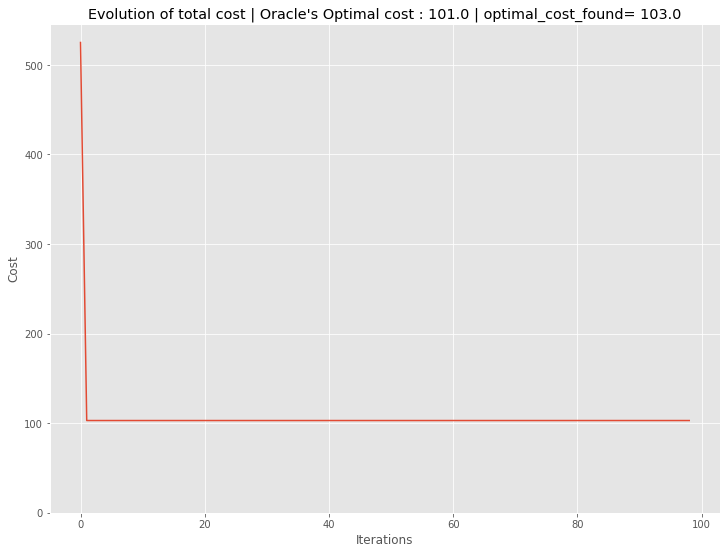 Evolution of total cost | Oracle's Optimal cost : 101.0 | optimal_cost_found= 103.0
500
400
300
200
100
0
Cost
0 20 40 60 80 100
Iterations